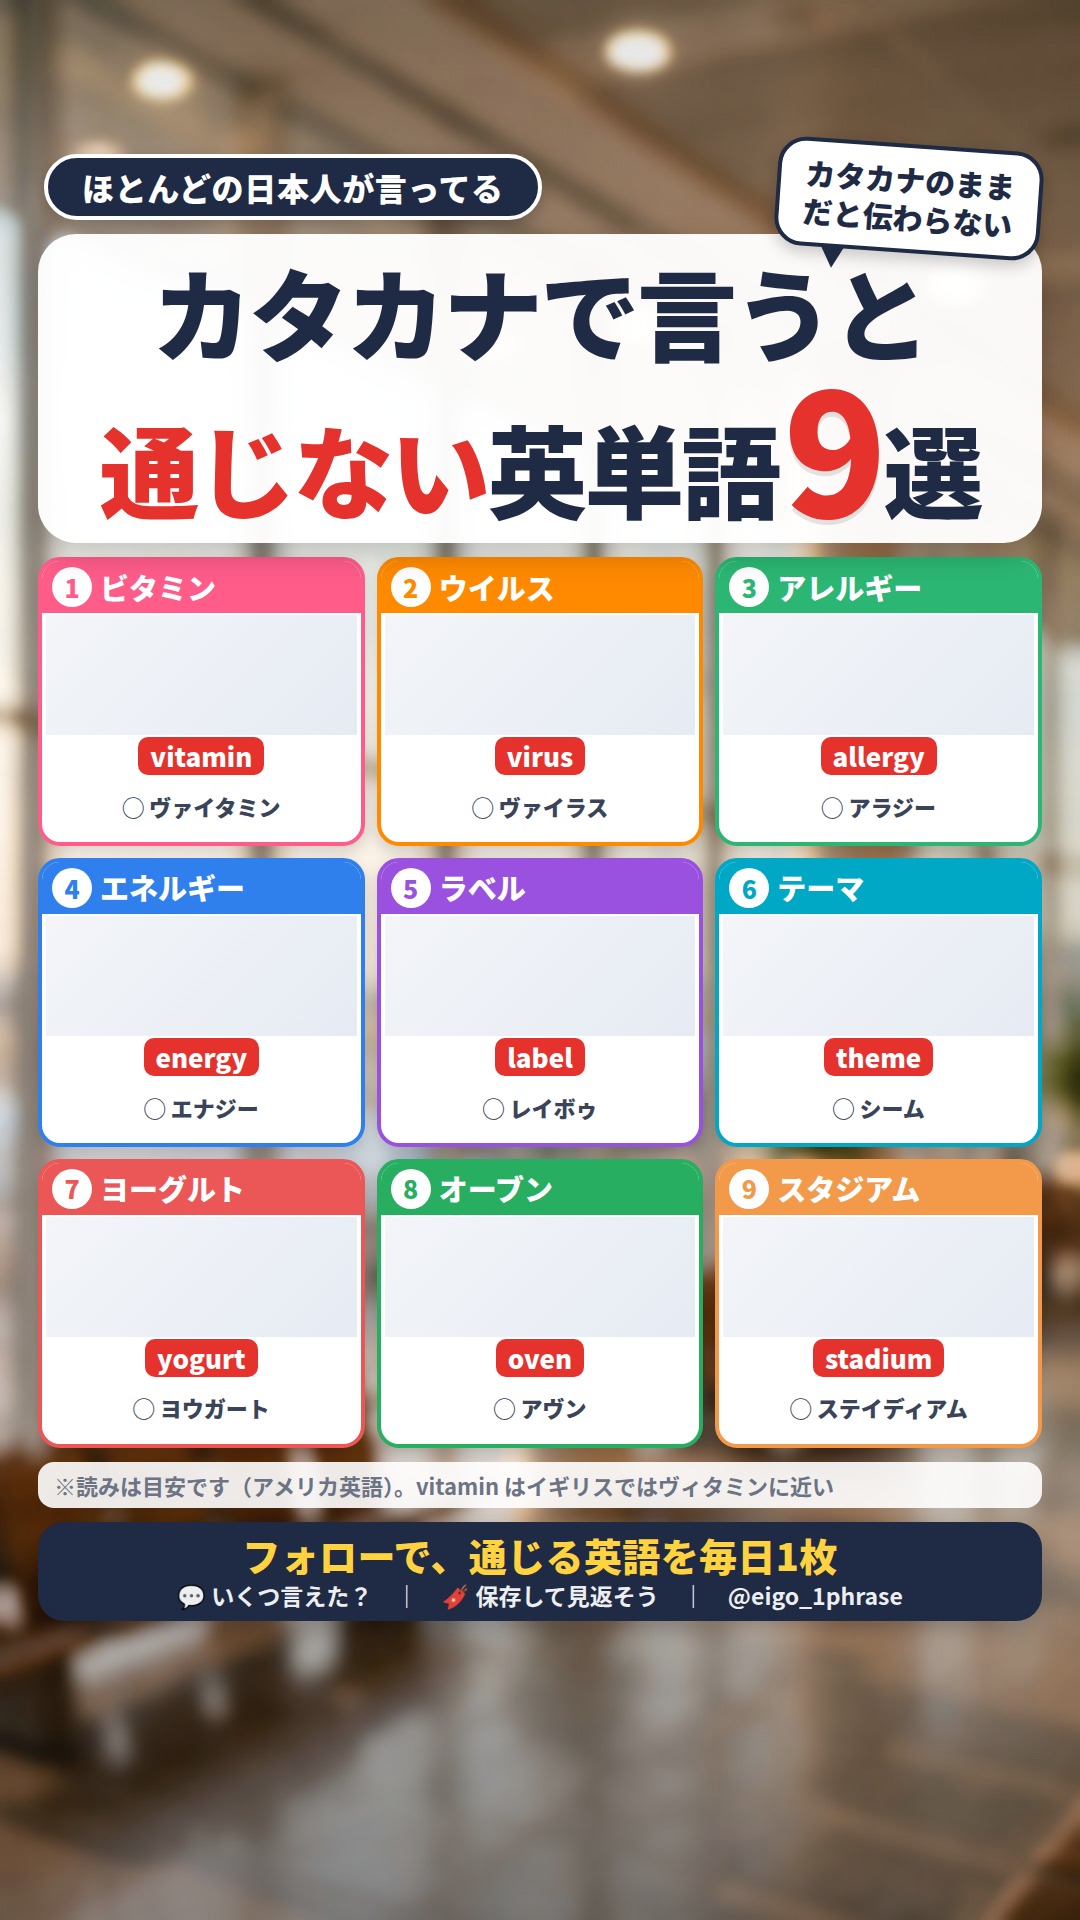 ほとんどの日本人が言ってる
カタカナのまま
だと伝わらない
カタカナで言うと
通じない英単語9選
1 ビタミン
vitamin
◯ ヴァイタミン
2 ウイルス
virus
◯ ヴァイラス
3 アレルギー
allergy
◯ アラジー
4 エネルギー
energy
◯ エナジー
5 ラベル
label
◯ レイボゥ
6 テーマ
theme
◯ シーム
7 ヨーグルト
yogurt
◯ ヨウガート
8 オーブン
oven
◯ アヴン
9 スタジアム
stadium
◯ ステイディアム
※読みは目安です（アメリカ英語）。vitamin はイギリスではヴィタミンに近い
フォローで、通じる英語を毎日1枚
💬 いくつ言えた？ ｜ 🔖 保存して見返そう ｜ @eigo_1phrase